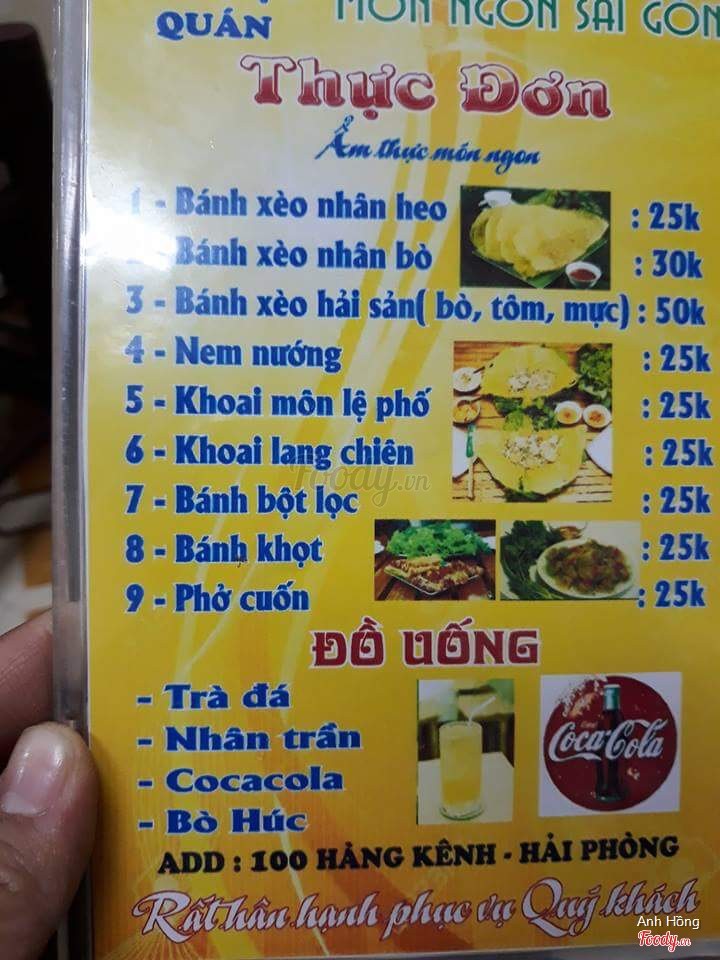 QUÁN
MÓN NGON SÀI GÒN
Thực Đơn
Ẩm thực món ngon
1 - Bánh xèo nhân heo : 25k
2 - Bánh xèo nhân bò : 30k
3 - Bánh xèo hải sản( bò, tôm, mực) : 50k
4 - Nem nướng : 25k
5 - Khoai môn lệ phố : 25k
6 - Khoai lang chiên : 25k
7 - Bánh bột lọc : 25k
8 - Bánh khọt : 25k
9 - Phở cuốn : 25k
Foody.vn
ĐỒ UỐNG
- Trà đá
- Nhân trần
- Cocacola
- Bò Húc
Coca-Cola
ADD : 100 HÀNG KÊNH - HẢI PHÒNG
Rất hân hạnh phục vụ Quý khách
Anh Hồng
Foody.vn